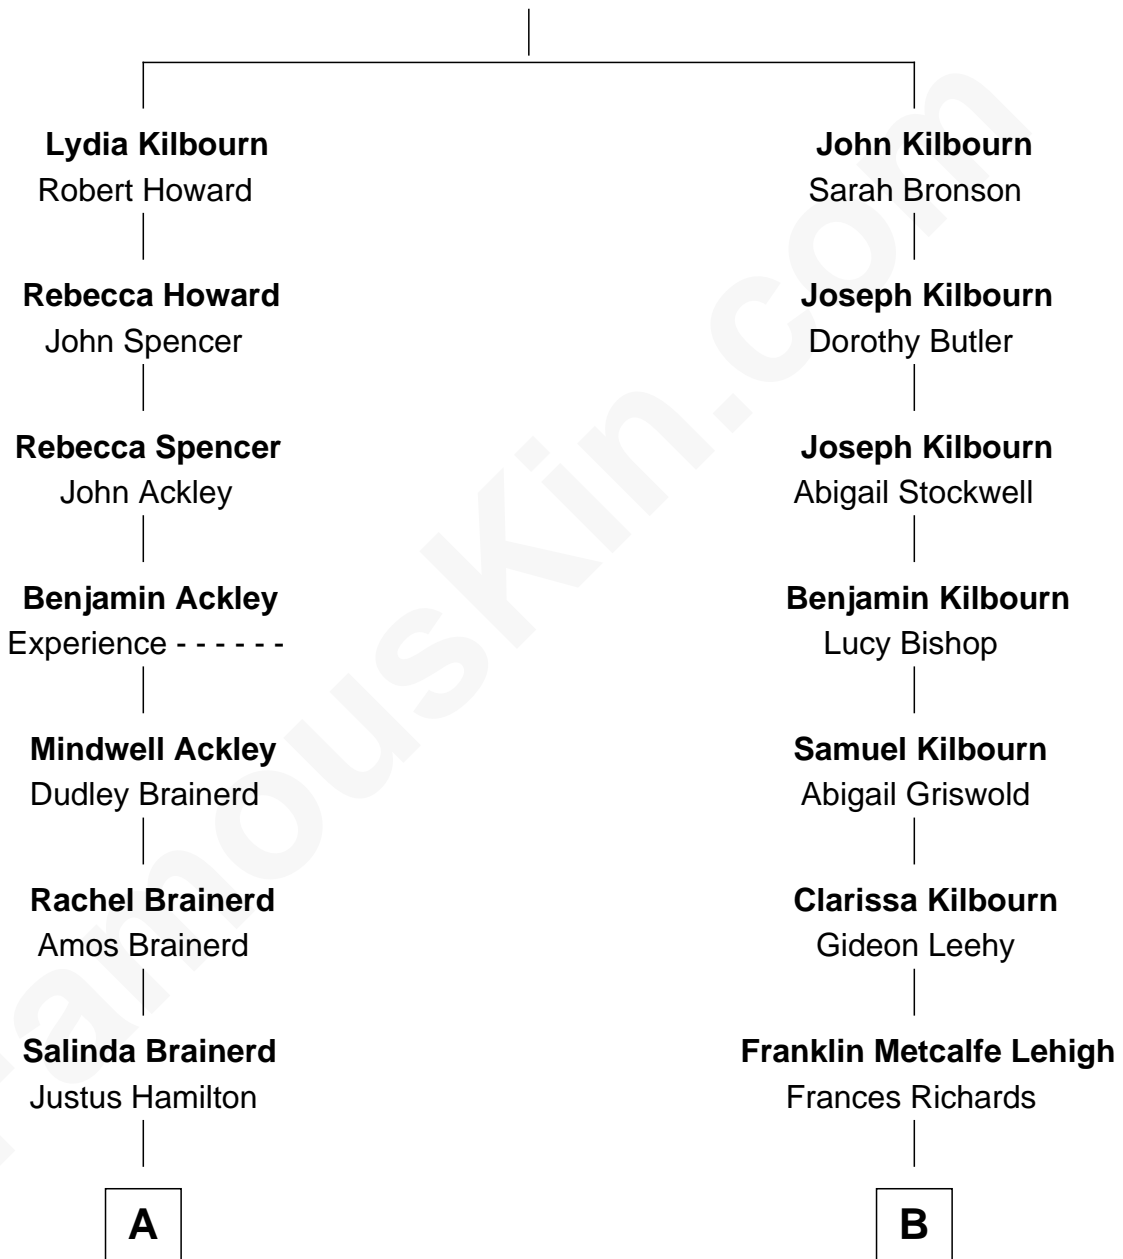 Lydia Kilbourn
Robert Howard
Rebecca Howard
John Spencer
Rebecca Spencer
John Ackley
Benjamin Ackley
Experience - - - - - -
Mindwell Ackley
Dudley Brainerd
Rachel Brainerd
Amos Brainerd
Salinda Brainerd
Justus Hamilton
A
John Kilbourn
Sarah Bronson
Joseph Kilbourn
Dorothy Butler
Joseph Kilbourn
Abigail Stockwell
Benjamin Kilbourn
Lucy Bishop
Samuel Kilbourn
Abigail Griswold
Clarissa Kilbourn
Gideon Leehy
Franklin Metcalfe Lehigh
Frances Richards
B
FamousKin.com